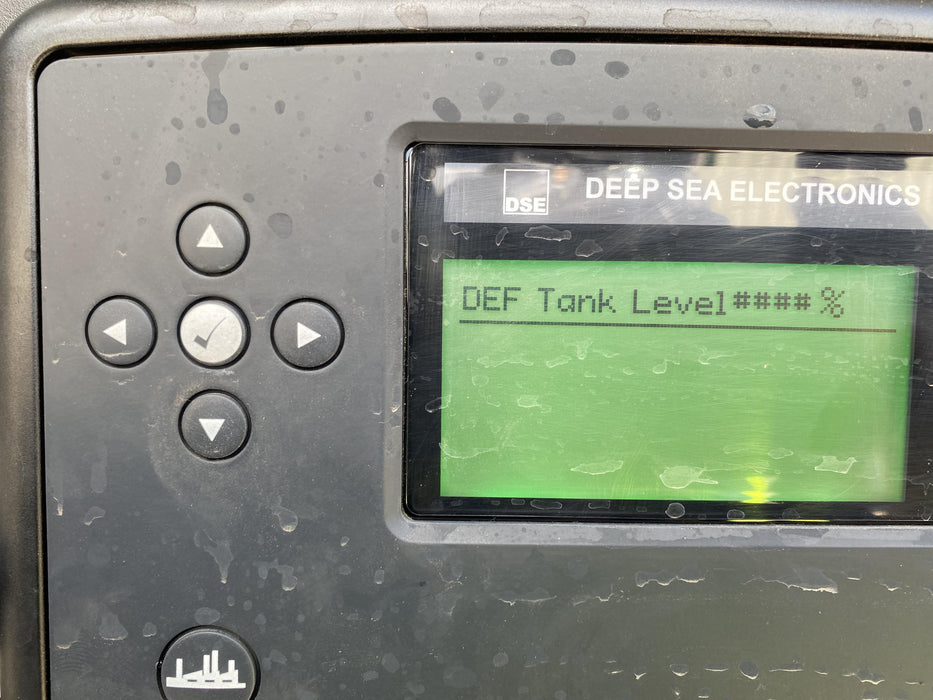 DSE DEEP SEA ELECTRONICS
DEF Tank Level####%